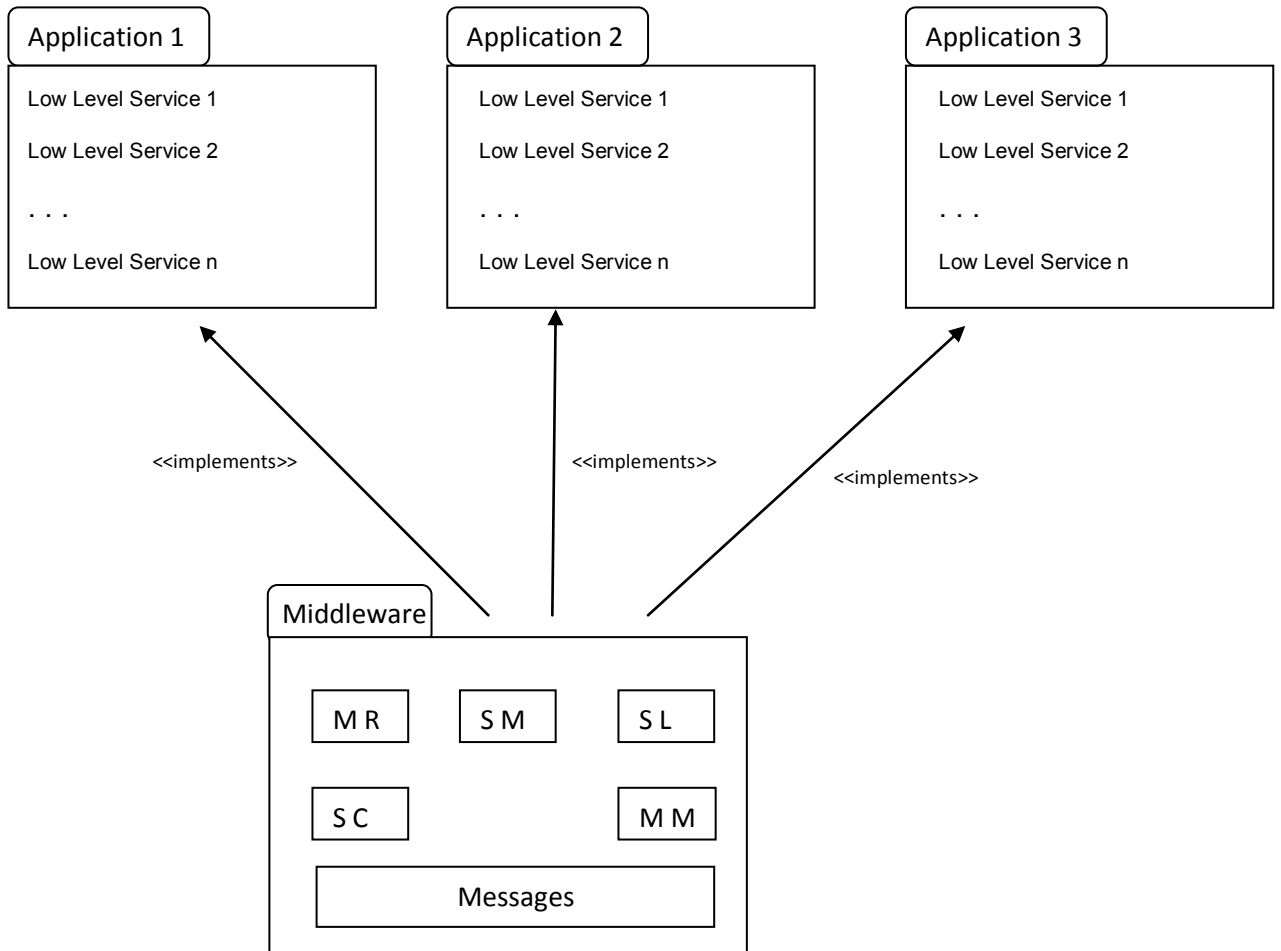 Application 1
Low Level Service 1
Low Level Service 2
. . .
Low Level Service n
Application 2
Low Level Service 1
Low Level Service 2
. . .
Low Level Service n
Application 3
Low Level Service 1
Low Level Service 2
. . .
Low Level Service n
<<implements>>
<<implements>>
<<implements>>
Middleware
M R
S M
S L
S C
M M
Messages